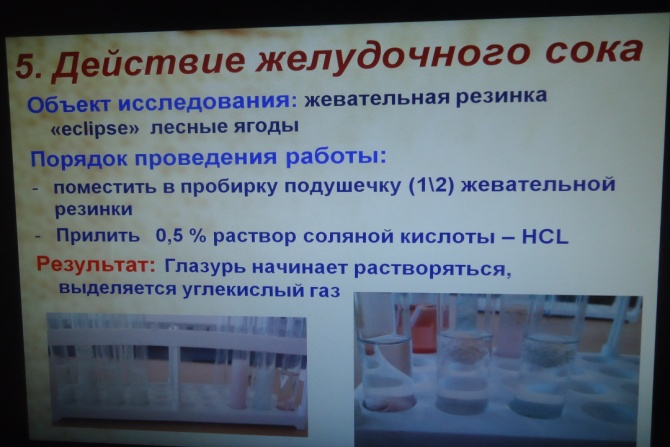 5. Действие желудочного сока
Объект исследования: жевательная резинка
«eclipse» лесные ягоды
Порядок проведения работы:
- поместить в пробирку подушечку (1\2) жевательной
резинки
- Прилить 0,5 % раствор соляной кислоты – HCL
Результат: Глазурь начинает растворяться,
выделяется углекислый газ